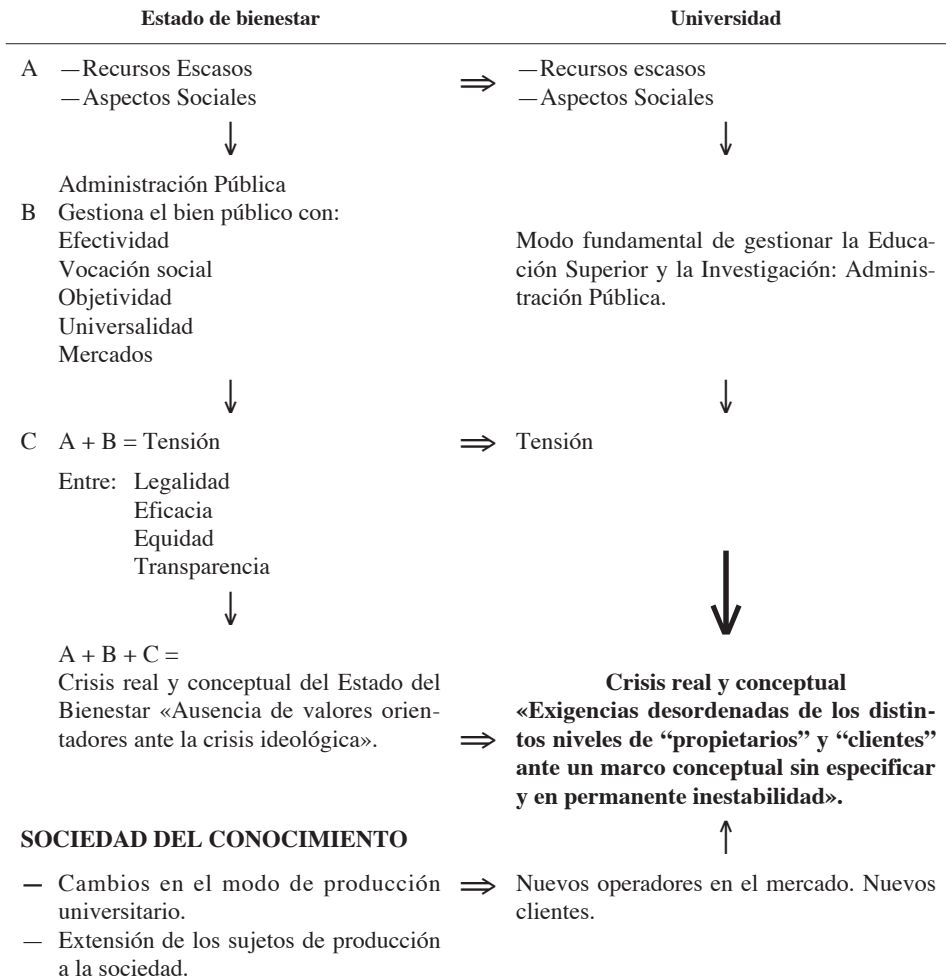 Estado de bienestar
Universidad
A —Recursos Escasos ⇒ —Recursos escasos
—Aspectos Sociales —Aspectos Sociales
↓ ↓
Administración Pública
B Gestiona el bien público con:
Efectividad
Vocación social
Objetividad
Universalidad
Mercados
Modo fundamental de gestionar la Educa-
ción Superior y la Investigación: Adminis-
tración Pública.
↓ ↓
C A + B = Tensión ⇒ Tensión
Entre: Legalidad
Eficacia
Equidad
Transparencia
↓ ↓
A + B + C =
Crisis real y conceptual del Estado del
Bienestar «Ausencia de valores orien-
tadores ante la crisis ideológica».
⇒
Crisis real y conceptual
«Exigencias desordenadas de los distin-
tos niveles de “propietarios” y “clientes”
ante un marco conceptual sin especificar
y en permanente inestabilidad».
↑
SOCIEDAD DEL CONOCIMIENTO
— Cambios en el modo de producción
universitario.
— Extensión de los sujetos de producción
a la sociedad.
⇒
Nuevos operadores en el mercado. Nuevos
clientes.